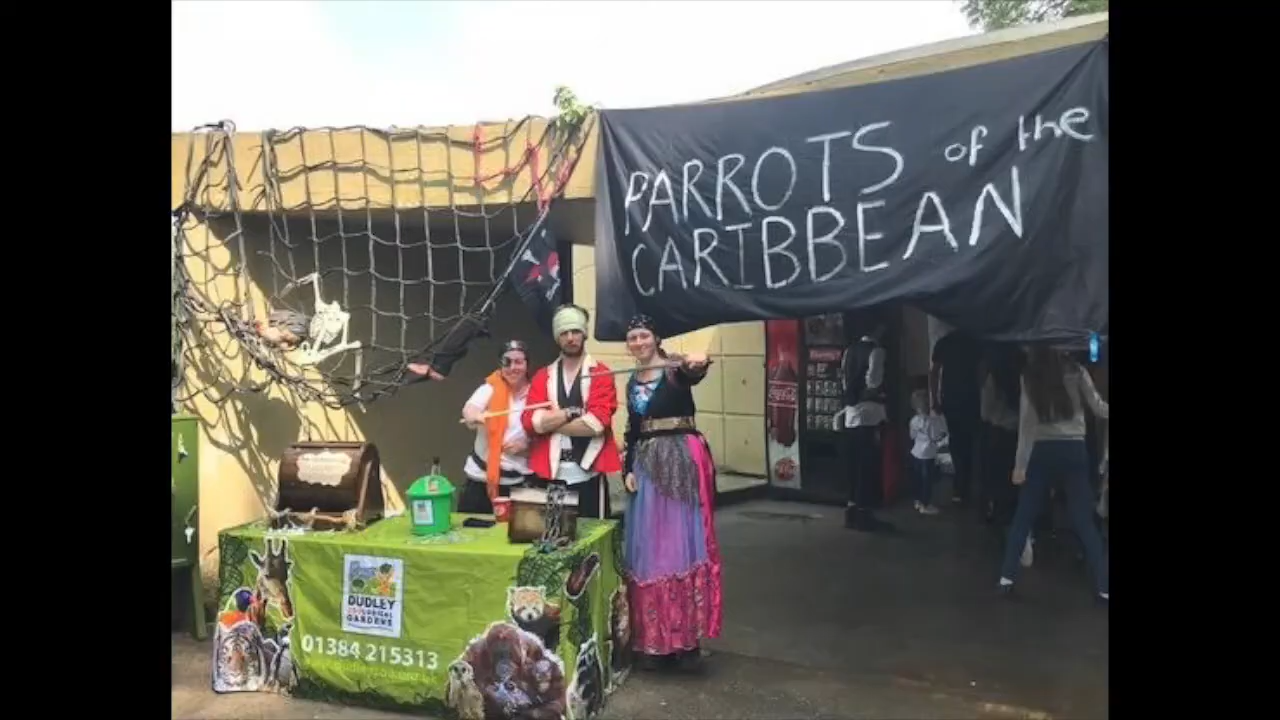 PARROTS of the
CARIBBEAN
DUDLEY
ZOOLOGICAL
GARDENS
01384 215313